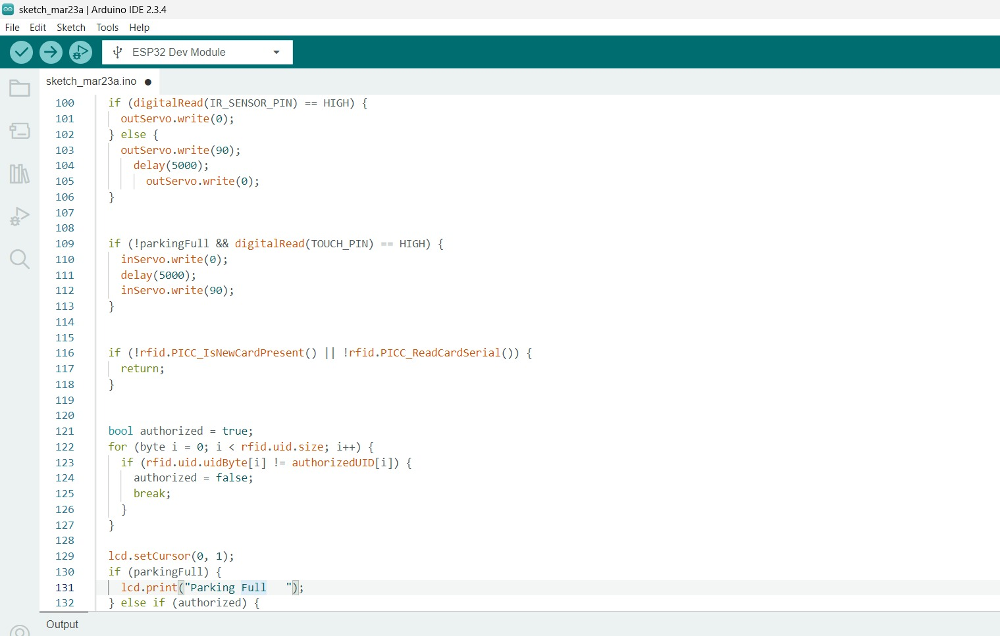 sketch_mar23a | Arduino IDE 2.3.4
File Edit Sketch Tools Help
ESP32 Dev Module
sketch_mar23a.ino
100 if (digitalRead(IR_SENSOR_PIN) == HIGH) {
101 outServo.write(0);
102 } else {
103 outServo.write(90);
104 delay(5000);
105 outServo.write(0);
106 }
107
108
109 if (!parkingFull && digitalRead(TOUCH_PIN) == HIGH) {
110 inServo.write(0);
111 delay(5000);
112 inServo.write(90);
113 }
114
115
116 if (!rfid.PICC_IsNewCardPresent() || !rfid.PICC_ReadCardSerial()) {
117 return;
118 }
119
120
121 bool authorized = true;
122 for (byte i = 0; i < rfid.uid.size; i++) {
123 if (rfid.uid.uidByte[i] != authorizedUID[i]) {
124 authorized = false;
125 break;
126 }
127 }
128
129 lcd.setCursor(0, 1);
130 if (parkingFull) {
131 lcd.print("Parking Full   ");
132 } else if (authorized) {
Output